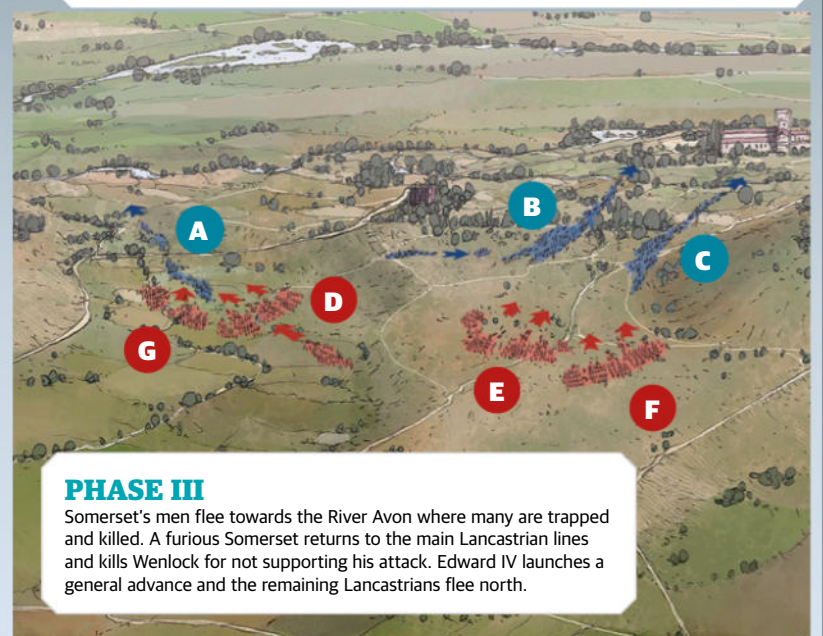 A
B
C
D
G
E
F
PHASE III
Somerset's men flee towards the River Avon where many are trapped
and killed. A furious Somerset returns to the main Lancastrian lines
and kills Wenlock for not supporting his attack. Edward IV launches a
general advance and the remaining Lancastrians flee north.